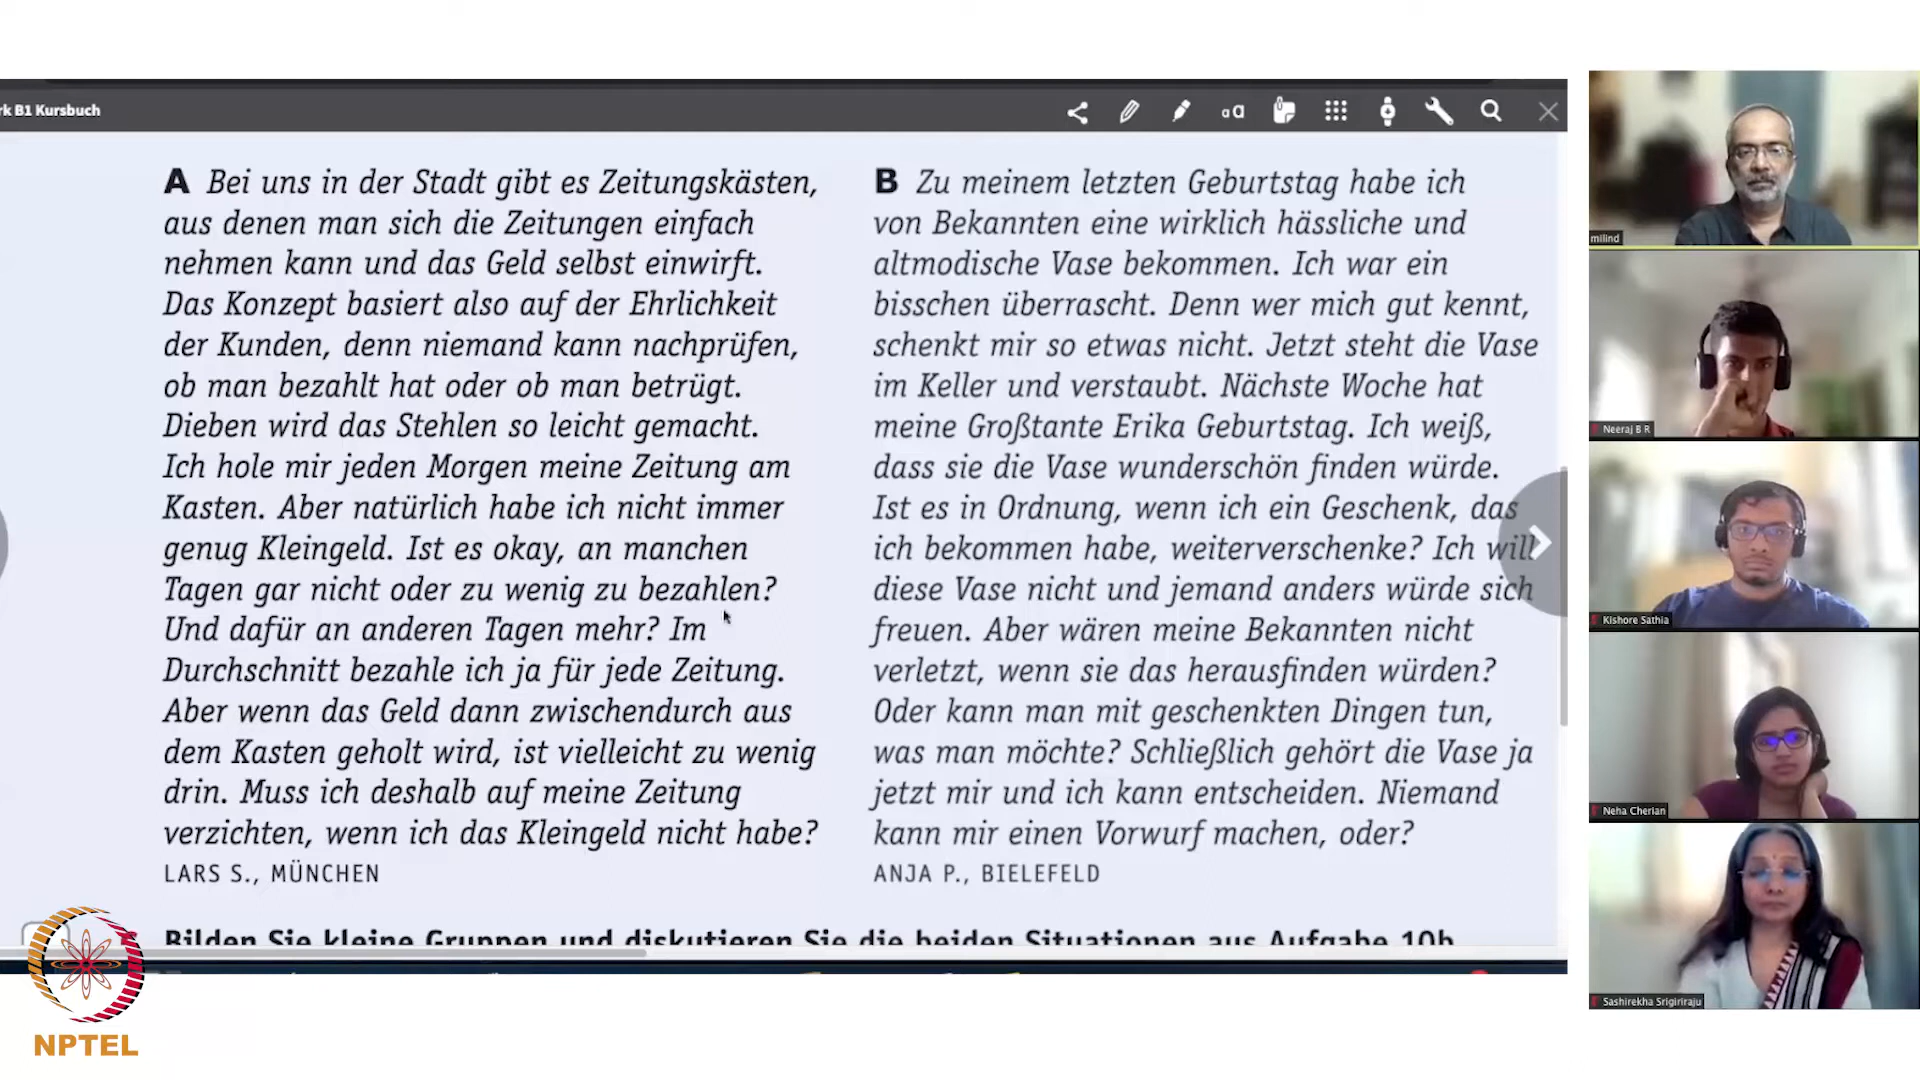 rk B1 Kursbuch
aa
A Bei uns in der Stadt gibt es Zeitungskästen,
aus denen man sich die Zeitungen einfach
nehmen kann und das Geld selbst einwirft.
Das Konzept basiert also auf der Ehrlichkeit
der Kunden, denn niemand kann nachprüfen,
ob man bezahlt hat oder ob man betrügt.
Dieben wird das Stehlen so leicht gemacht.
Ich hole mir jeden Morgen meine Zeitung am
Kasten. Aber natürlich habe ich nicht immer
genug Kleingeld. Ist es okay, an manchen
Tagen gar nicht oder zu wenig zu bezahlen?
Und dafür an anderen Tagen mehr? Im
Durchschnitt bezahle ich ja für jede Zeitung.
Aber wenn das Geld dann zwischendurch aus
dem Kasten geholt wird, ist vielleicht zu wenig
drin. Muss ich deshalb auf meine Zeitung
verzichten, wenn ich das Kleingeld nicht habe?
LARS S., MÜNCHEN
B Zu meinem letzten Geburtstag habe ich
von Bekannten eine wirklich hässliche und
altmodische Vase bekommen. Ich war ein
bisschen überrascht. Denn wer mich gut kennt,
schenkt mir so etwas nicht. Jetzt steht die Vase
im Keller und verstaubt. Nächste Woche hat
meine Großtante Erika Geburtstag. Ich weiß,
dass sie die Vase wunderschön finden würde.
Ist es in Ordnung, wenn ich ein Geschenk, das
ich bekommen habe, weiterverschenke? Ich will
diese Vase nicht und jemand anders würde sich
freuen. Aber wären meine Bekannten nicht
verletzt, wenn sie das herausfinden würden?
Oder kann man mit geschenkten Dingen tun,
was man möchte? Schließlich gehört die Vase ja
jetzt mir und ich kann entscheiden. Niemand
kann mir einen Vorwurf machen, oder?
ANJA P., BIELEFELD
Bilden Sie kleine Gruppen und diskutieren Sie die beiden Situationen aus Aufgabe 10b
milind
Neeraj B R
Kishore Sathia
Neha Cherian
Sashirekha Srigiriraju
NPTEL